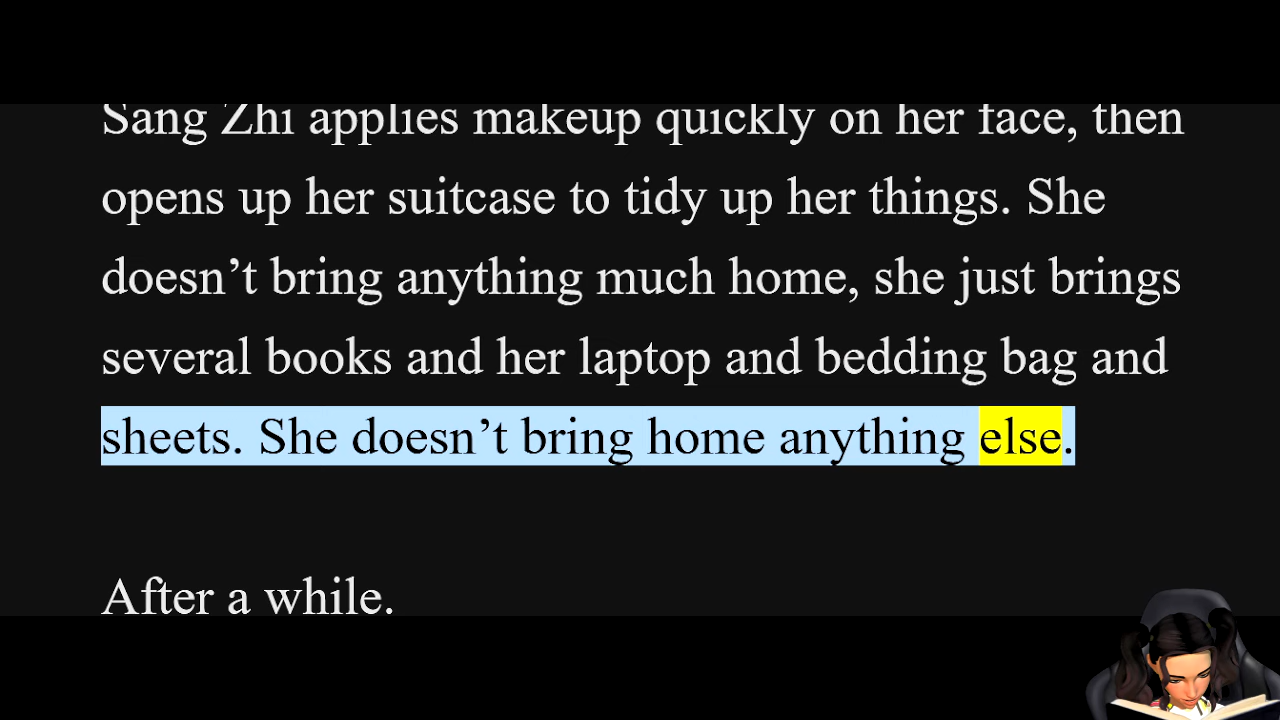 Sang Zhi applies makeup quickly on her face, then
opens up her suitcase to tidy up her things. She
doesn’t bring anything much home, she just brings
several books and her laptop and bedding bag and
sheets. She doesn’t bring home anything else.
After a while.